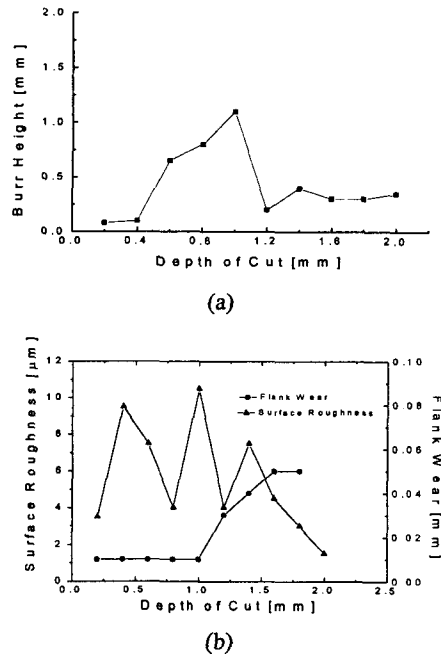 2.0
1.5
1.0
0.5
0.0
Burr Height [mm]
0.0 0.4 0.8 1.2 1.6 2.0
Depth of Cut [mm]
(a)
12
10
8
6
4
2
0
Surface Roughness [μm]
Flank Wear
Surface Roughness
0.10
0.08
0.06
0.04
0.02
0.00
Flank Wear [mm]
0.0 0.5 1.0 1.5 2.0 2.5
Depth of Cut [mm]
(b)